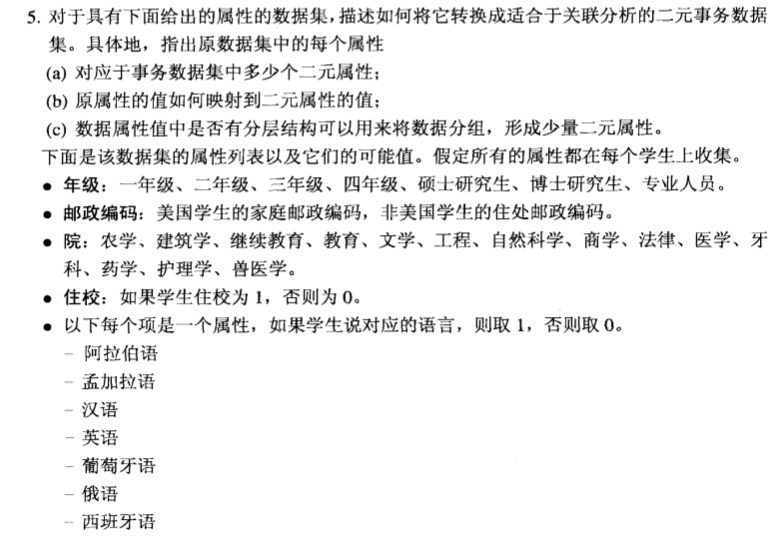 5. 对于具有下面给出的属性的数据集，描述如何将它转换成适合于关联分析的二元事务数据
集。具体地，指出原数据集中的每个属性
(a) 对应于事务数据集中多少个二元属性；
(b) 原属性的值如何映射到二元属性的值；
(c) 数据属性值中是否有分层结构可以用来将数据分组，形成少量二元属性。
下面是该数据集的属性列表以及它们的可能值。假定所有的属性都在每个学生上收集。
● 年级：一年级、二年级、三年级、四年级、硕士研究生、博士研究生、专业人员。
● 邮政编码：美国学生的家庭邮政编码，非美国学生的住处邮政编码。
● 院：农学、建筑学、继续教育、教育、文学、工程、自然科学、商学、法律、医学、牙
科、药学、护理学、兽医学。
● 住校：如果学生住校为 1，否则为 0。
● 以下每个项是一个属性，如果学生说对应的语言，则取 1，否则取 0。
– 阿拉伯语
– 孟加拉语
– 汉语
– 英语
– 葡萄牙语
– 俄语
– 西班牙语